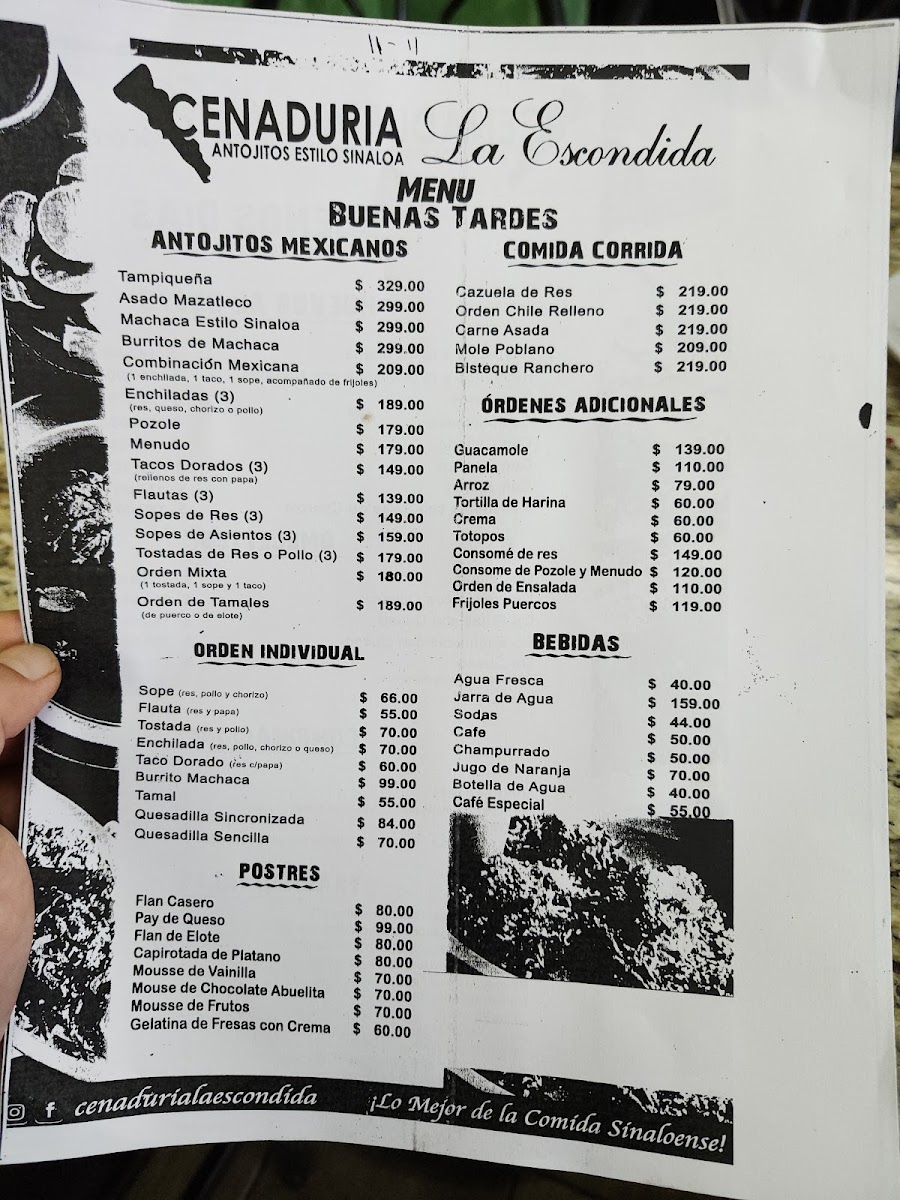 11-11
CENADURIA La Escondida
ANTOJITOS ESTILO SINALOA
MENU
BUENAS TARDES
ANTOJITOS MEXICANOS
Tampiqueña $ 329.00
Asado Mazatleco $ 299.00
Machaca Estilo Sinaloa $ 299.00
Burritos de Machaca $ 299.00
Combinación Mexicana $ 209.00
(1 enchilada, 1 taco, 1 sope, acompañado de frijoles)
Enchiladas (3) $ 189.00
(res, queso, chorizo o pollo)
Pozole $ 179.00
Menudo $ 179.00
Tacos Dorados (3) $ 149.00
(rellenos de res con papa)
Flautas (3) $ 139.00
Sopes de Res (3) $ 149.00
Sopes de Asientos (3) $ 159.00
Tostadas de Res o Pollo (3) $ 179.00
Orden Mixta $ 180.00
(1 tostada, 1 sope y 1 taco)
Orden de Tamales $ 189.00
(de puerco o de elote)
ORDEN INDIVIDUAL
Sope (res, pollo y chorizo) $ 66.00
Flauta (res y papa) $ 55.00
Tostada (res y pollo) $ 70.00
Enchilada (res, pollo, chorizo o queso) $ 70.00
Taco Dorado (res c/papa) $ 60.00
Burrito Machaca $ 99.00
Tamal $ 55.00
Quesadilla Sincronizada $ 84.00
Quesadilla Sencilla $ 70.00
POSTRES
Flan Casero $ 80.00
Pay de Queso $ 99.00
Flan de Elote $ 80.00
Capirotada de Platano $ 80.00
Mousse de Vainilla $ 70.00
Mouse de Chocolate Abuelita $ 70.00
Mousse de Frutos $ 70.00
Gelatina de Fresas con Crema $ 60.00
COMIDA CORRIDA
Cazuela de Res $ 219.00
Orden Chile Relleno $ 219.00
Carne Asada $ 219.00
Mole Poblano $ 209.00
Bisteque Ranchero $ 219.00
ÓRDENES ADICIONALES
Guacamole $ 139.00
Panela $ 110.00
Arroz $ 79.00
Tortilla de Harina $ 60.00
Crema $ 60.00
Totopos $ 60.00
Consomé de res $ 149.00
Consome de Pozole y Menudo $ 120.00
Orden de Ensalada $ 110.00
Frijoles Puercos $ 119.00
BEBIDAS
Agua Fresca $ 40.00
Jarra de Agua $ 159.00
Sodas $ 44.00
Cafe $ 50.00
Champurrado $ 50.00
Jugo de Naranja $ 70.00
Botella de Agua $ 40.00
Café Especial $ 55.00
cenadurialaescondida
¡Lo Mejor de la Comida Sinaloense!